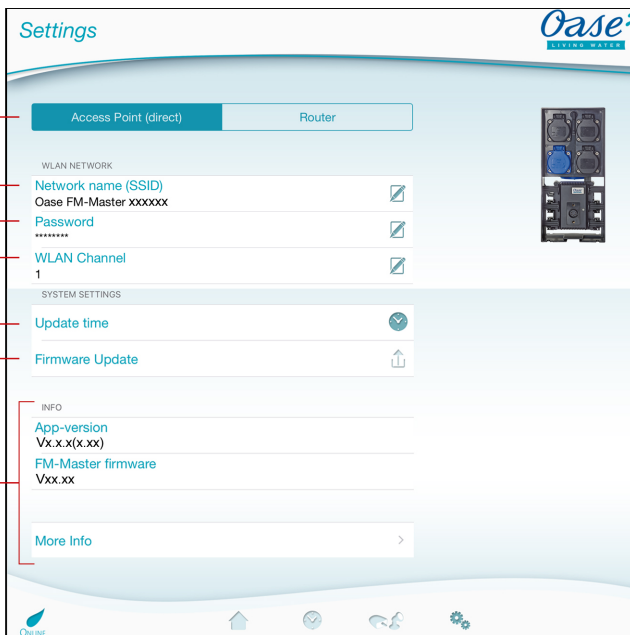 Settings
Oase
LIVING WATER
Access Point (direct)
Router
WLAN NETWORK
Network name (SSID)
Oase FM-Master xxxxxx
Password
********
WLAN Channel
1
SYSTEM SETTINGS
Update time
Firmware Update
INFO
App-version
Vx.x.x(x.xx)
FM-Master firmware
Vxx.xx
More Info
ONLINE